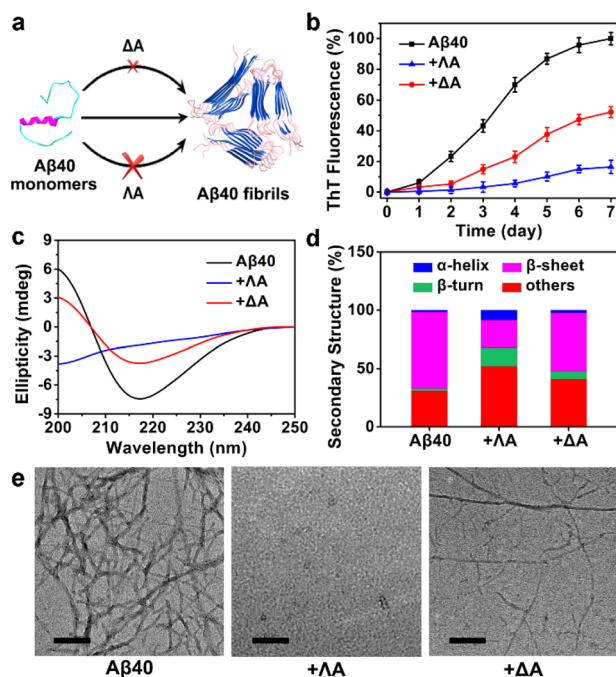 a
ΔA
Aβ40
monomers
ΛA
Aβ40 fibrils
b
ThT Fluorescence (%)
100
80
60
40
20
0
Aβ40
+ΛA
+ΔA
0 1 2 3 4 5 6 7
Time (day)
c
Ellipticity (mdeg)
9
6
3
0
-3
-6
-9
Aβ40
+ΛA
+ΔA
200 210 220 230 240 250
Wavelength (nm)
d
Secondary Structure (%)
150
100
50
0
α-helix β-sheet
β-turn others
Aβ40 +ΛA +ΔA
e
Aβ40 +ΛA +ΔA